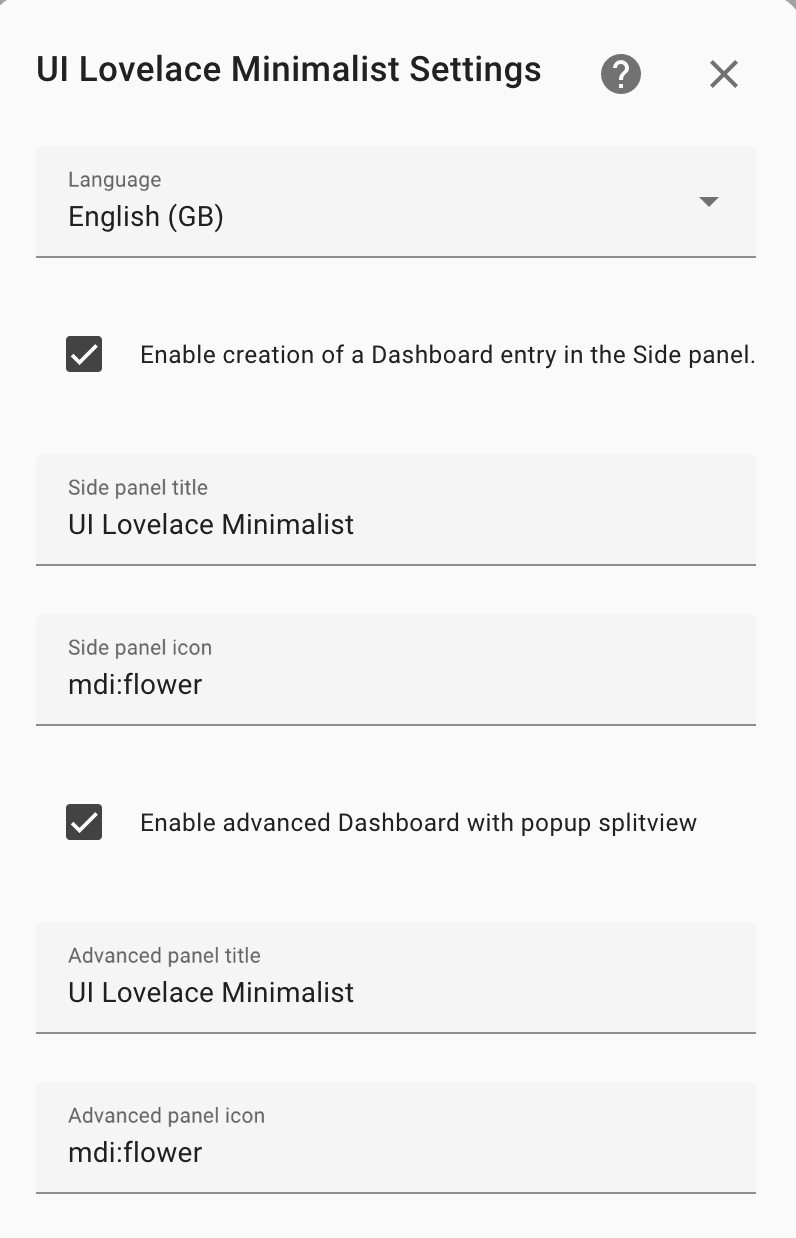 UI Lovelace Minimalist Settings
Language
English (GB)
Enable creation of a Dashboard entry in the Side panel.
Side panel title
UI Lovelace Minimalist
Side panel icon
mdi:flower
Enable advanced Dashboard with popup splitview
Advanced panel title
UI Lovelace Minimalist
Advanced panel icon
mdi:flower